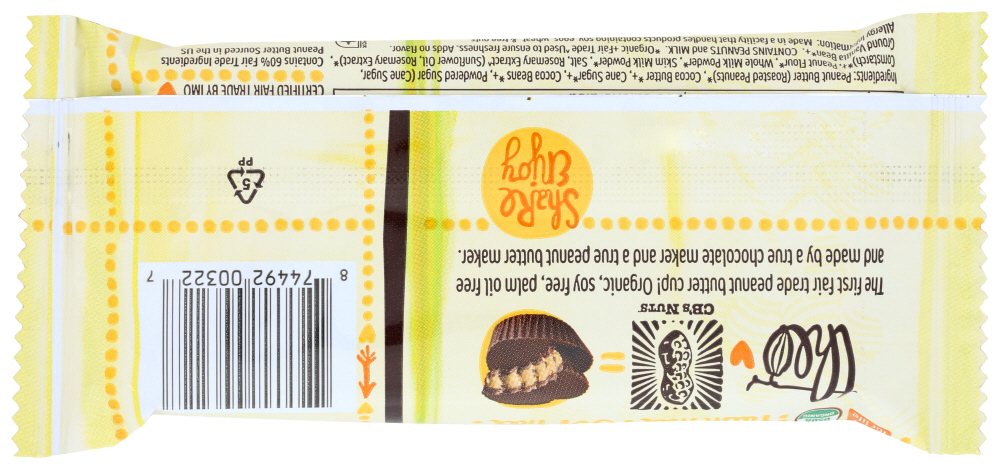 USDA
ORGANIC
Theo
CB's NUTS
The first fair trade peanut butter cup! Organic, soy free, palm oil free
and made by true chocolate maker and a true peanut butter maker.
8 74492 00322 7
Share
Enjoy
5
PP
CERTIFIED FAIR TRADE BY IMO
Contains 60% Fair Trade Ingredients
Peanut Butter Sourced in the US
Ingredients: Peanut Butter (Roasted Peanuts)*, Cocoa Butter *+, Cane Sugar*+, Cocoa Beans *+, Powdered Sugar (Cane Sugar,
Cornstarch)*+, Peanut Flour*, Whole Milk Powder*, Skim Milk Powder*, Salt, Rosemary Extract^ (Sunflower Oil, Rosemary Extract)*,
Ground Vanilla Bean*+. CONTAINS PEANUTS and MILK. *Organic +Fair Trade ^Used to ensure freshness. Adds no flavor.
Allergy Information: Made in a facility that handles products containing soy, eggs, wheat, & tree nuts.